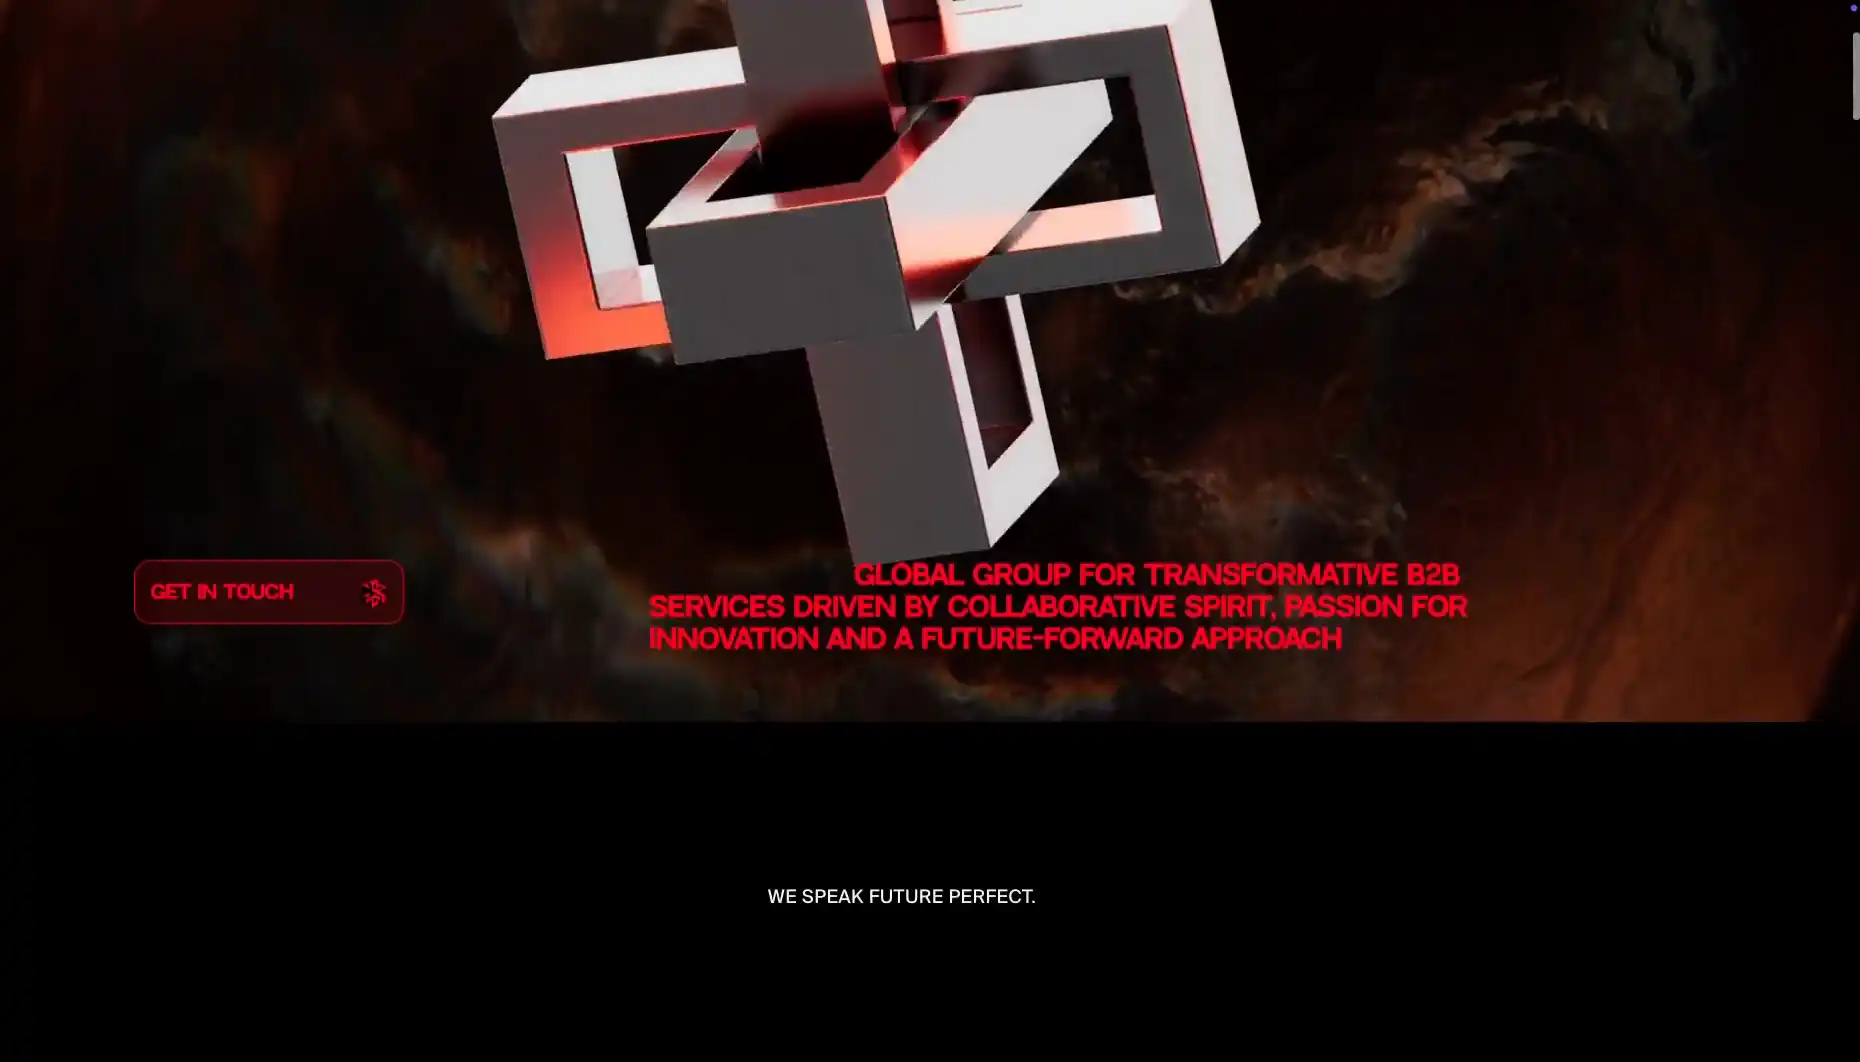 GET IN TOUCH
GLOBAL GROUP FOR TRANSFORMATIVE B2B
SERVICES DRIVEN BY COLLABORATIVE SPIRIT, PASSION FOR
INNOVATION AND A FUTURE-FORWARD APPROACH
WE SPEAK FUTURE PERFECT.